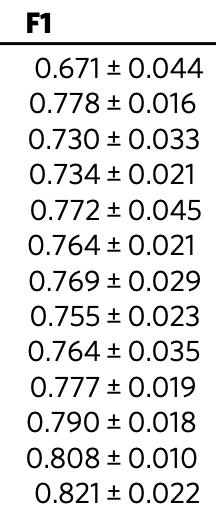 F1
0.671 ± 0.044
0.778 ± 0.016
0.730 ± 0.033
0.734 ± 0.021
0.772 ± 0.045
0.764 ± 0.021
0.769 ± 0.029
0.755 ± 0.023
0.764 ± 0.035
0.777 ± 0.019
0.790 ± 0.018
0.808 ± 0.010
0.821 ± 0.022